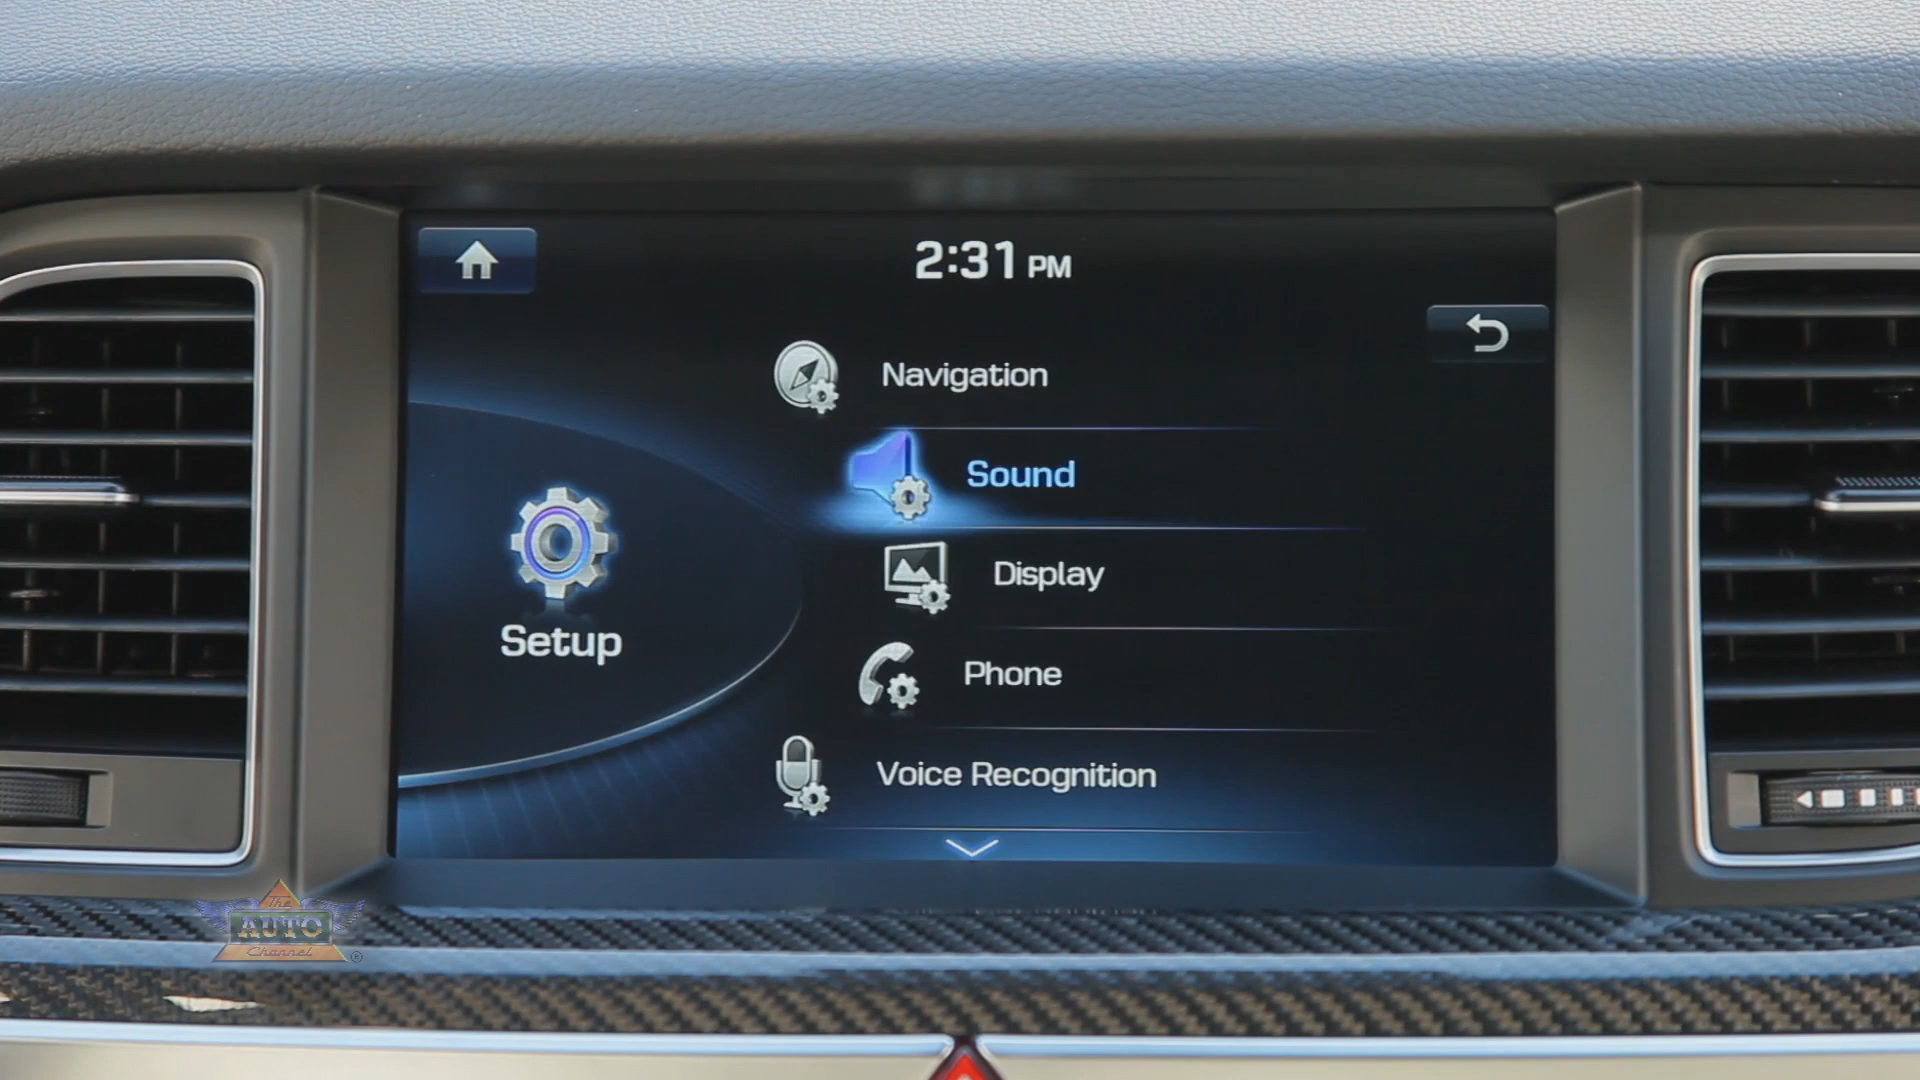 2:31 PM
Navigation
Sound
Display
Setup
Phone
Voice Recognition
The
AUTO
Channel
®